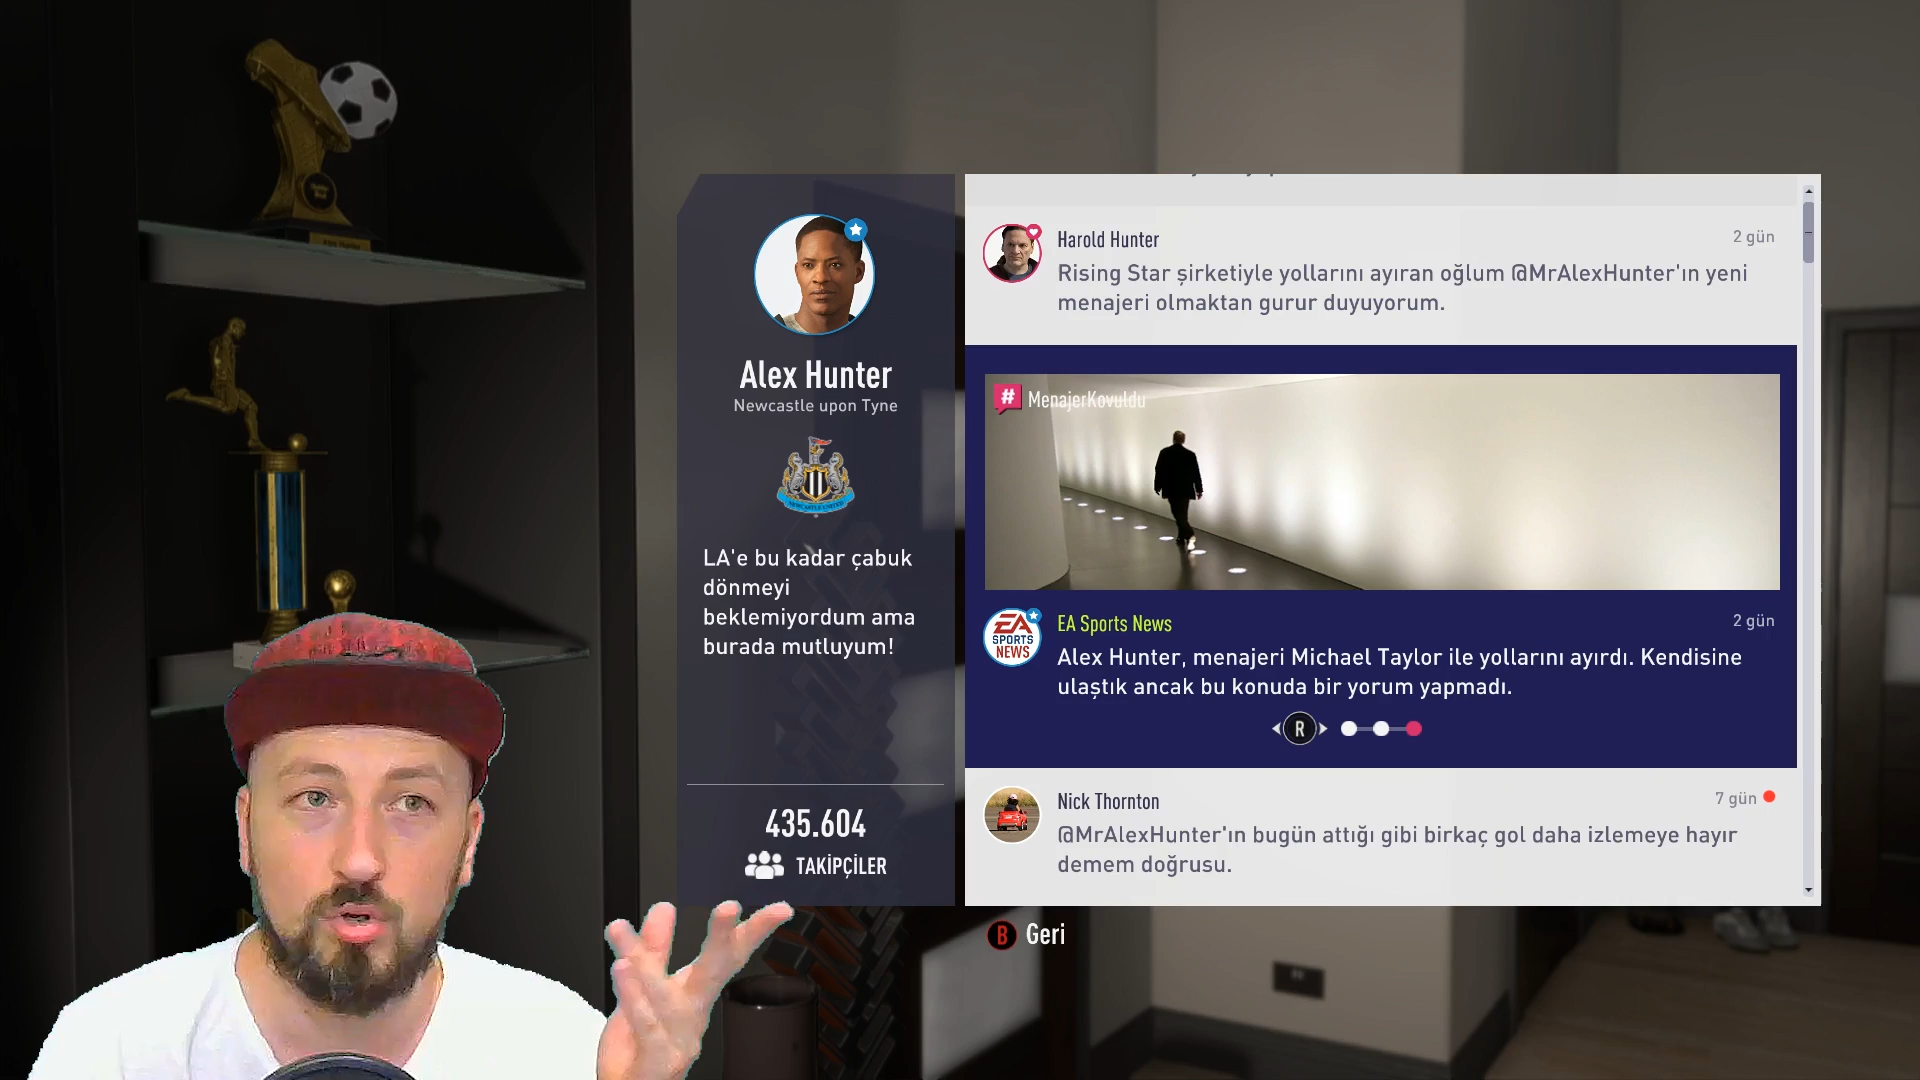 Alex Hunter
Newcastle upon Tyne
LA'e bu kadar çabuk
dönmeyi
beklemiyordum ama
burada mutluyum!
435.604
TAKİPÇİLER
Harold Hunter
2 gün
Rising Star şirketiyle yollarını ayıran oğlum @MrAlexHunter'ın yeni
menajeri olmaktan gurur duyuyorum.
# MenajerKovuldu
EA SPORTS NEWS
EA Sports News
2 gün
Alex Hunter, menajeri Michael Taylor ile yollarını ayırdı. Kendisine
ulaştık ancak bu konuda bir yorum yapmadı.
R
Nick Thornton
7 gün
@MrAlexHunter'ın bugün attığı gibi birkaç gol daha izlemeye hayır
demem doğrusu.
B Geri